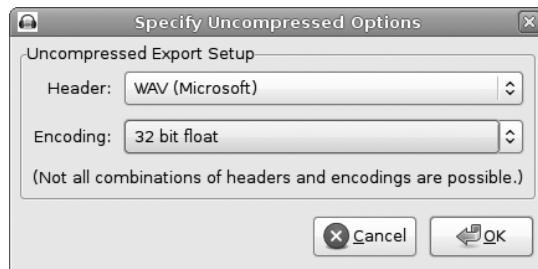 Specify Uncompressed Options
Uncompressed Export Setup
Header: WAV (Microsoft)
Encoding: 32 bit float
(Not all combinations of headers and encodings are possible.)
Cancel OK